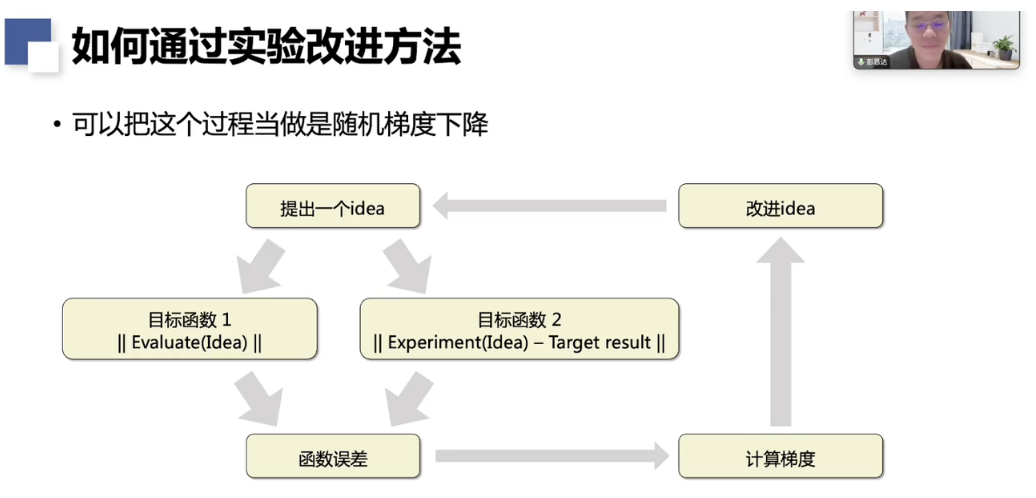 如何通过实验改进方法
彭思达
• 可以把这个过程当做是随机梯度下降
提出一个idea
改进idea
目标函数 1
|| Evaluate(Idea) ||
目标函数 2
|| Experiment(Idea) – Target result ||
函数误差
计算梯度